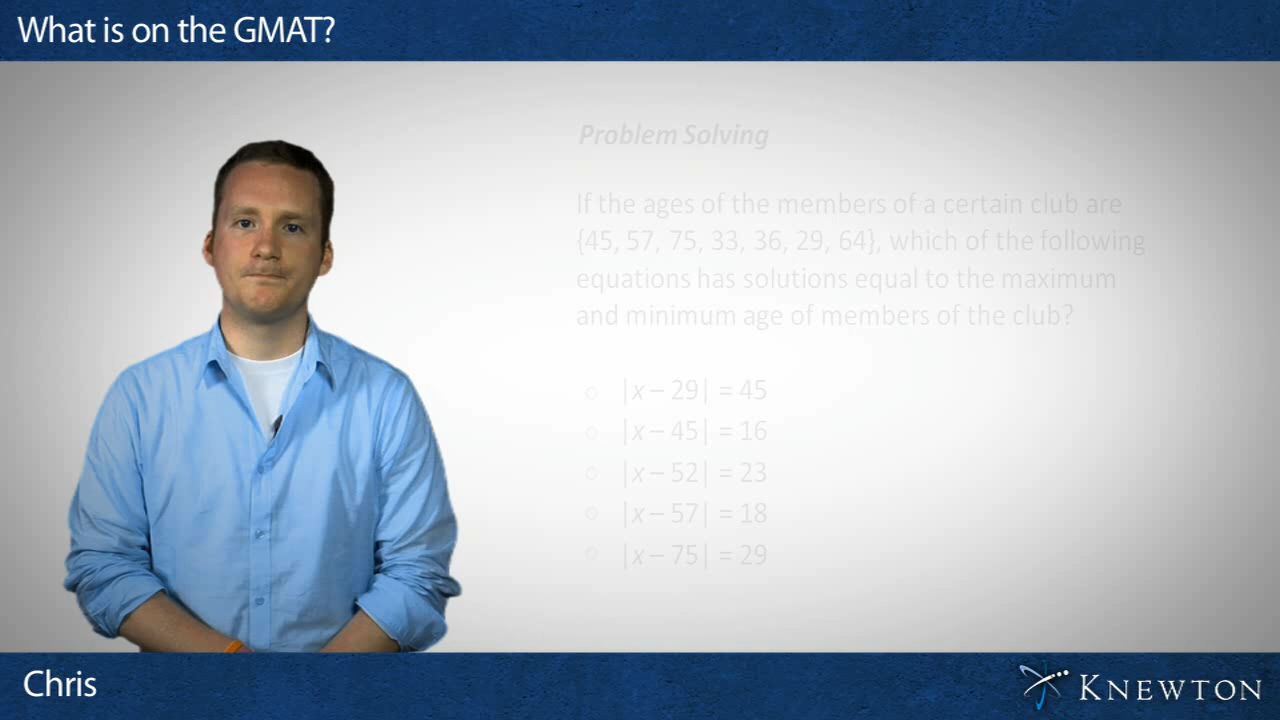 What is on the GMAT?
Problem Solving
If the ages of the members of a certain club are
{45, 57, 75, 33, 36, 29, 64}, which of the following
equations has solutions equal to the maximum
and minimum age of members of the club?
|x – 29| = 45
|x – 45| = 16
|x – 52| = 23
|x – 57| = 18
|x – 75| = 29
Chris
KNEWTON